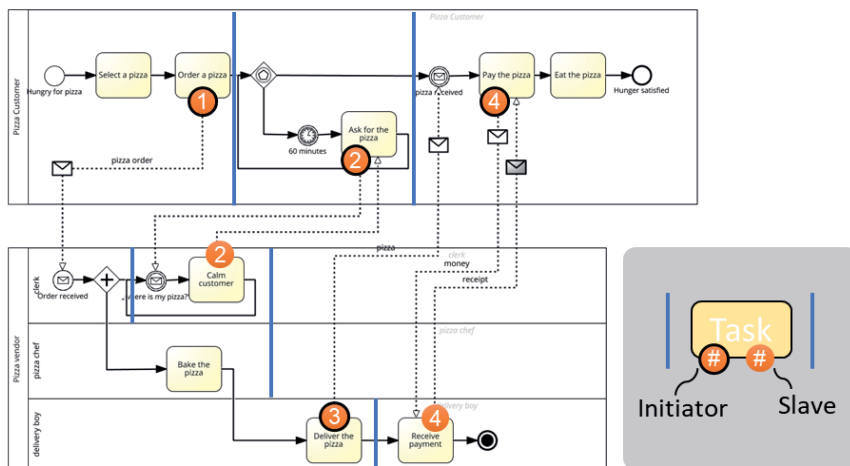 Pizza Customer
Pizza Customer
Hungry for pizza
Select a pizza
Order a pizza
1
60 minutes
Ask for the
pizza
2
pizza received
Pay the pizza
4
Eat the pizza
Hunger satisfied
pizza order
Pizza vendor
clerk
clerk
Order received
"where is my pizza?"
2
Calm
customer
pizza
money
receipt
pizza chef
pizza chef
Bake the
pizza
delivery boy
delivery boy
3
Deliver the
pizza
4
Receive
payment
Task
# #
Initiator
Slave